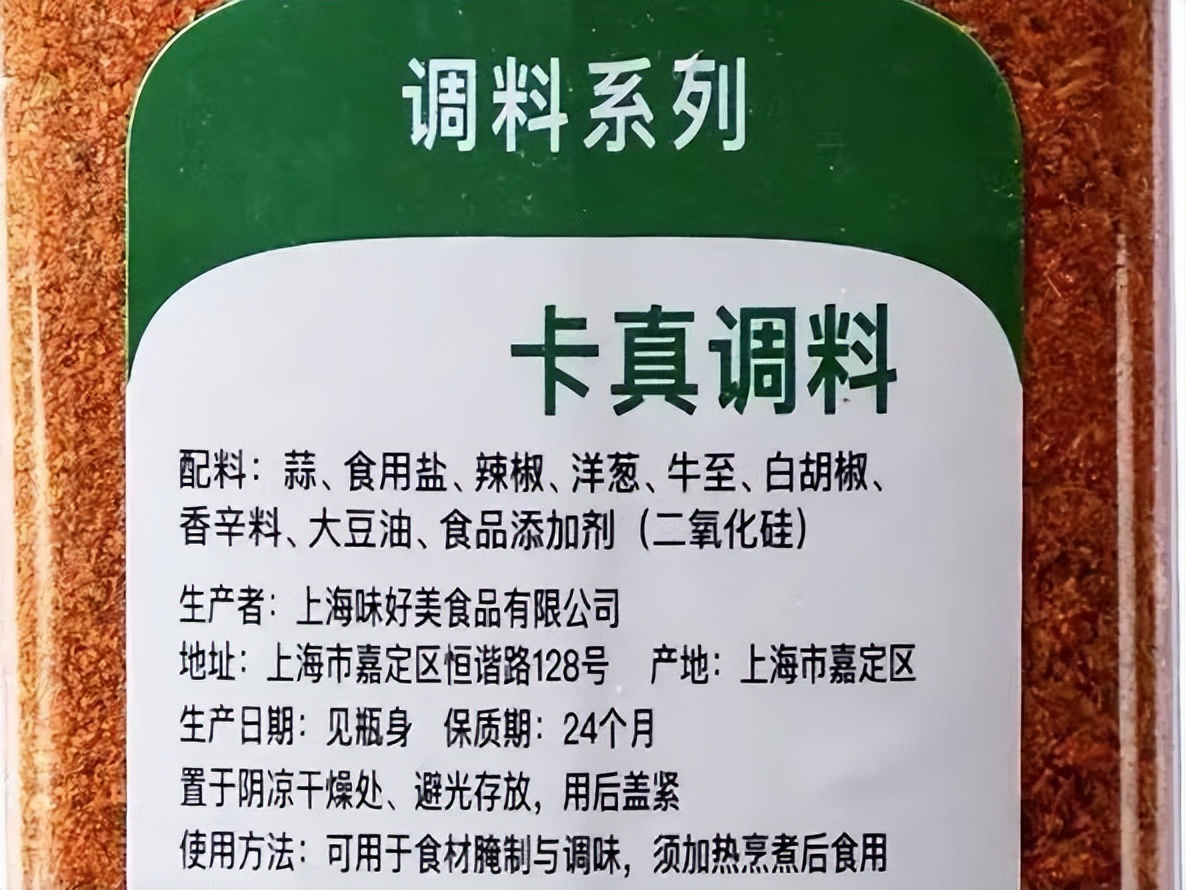 调料系列
卡真调料
配料：蒜、食用盐、辣椒、洋葱、牛至、白胡椒、
香辛料、大豆油、食品添加剂（二氧化硅）
生产者：上海味好美食品有限公司
地址：上海市嘉定区恒谐路128号 产地：上海市嘉定区
生产日期：见瓶身 保质期：24个月
置于阴凉干燥处、避光存放，用后盖紧
使用方法：可用于食材腌制与调味，须加热烹煮后食用